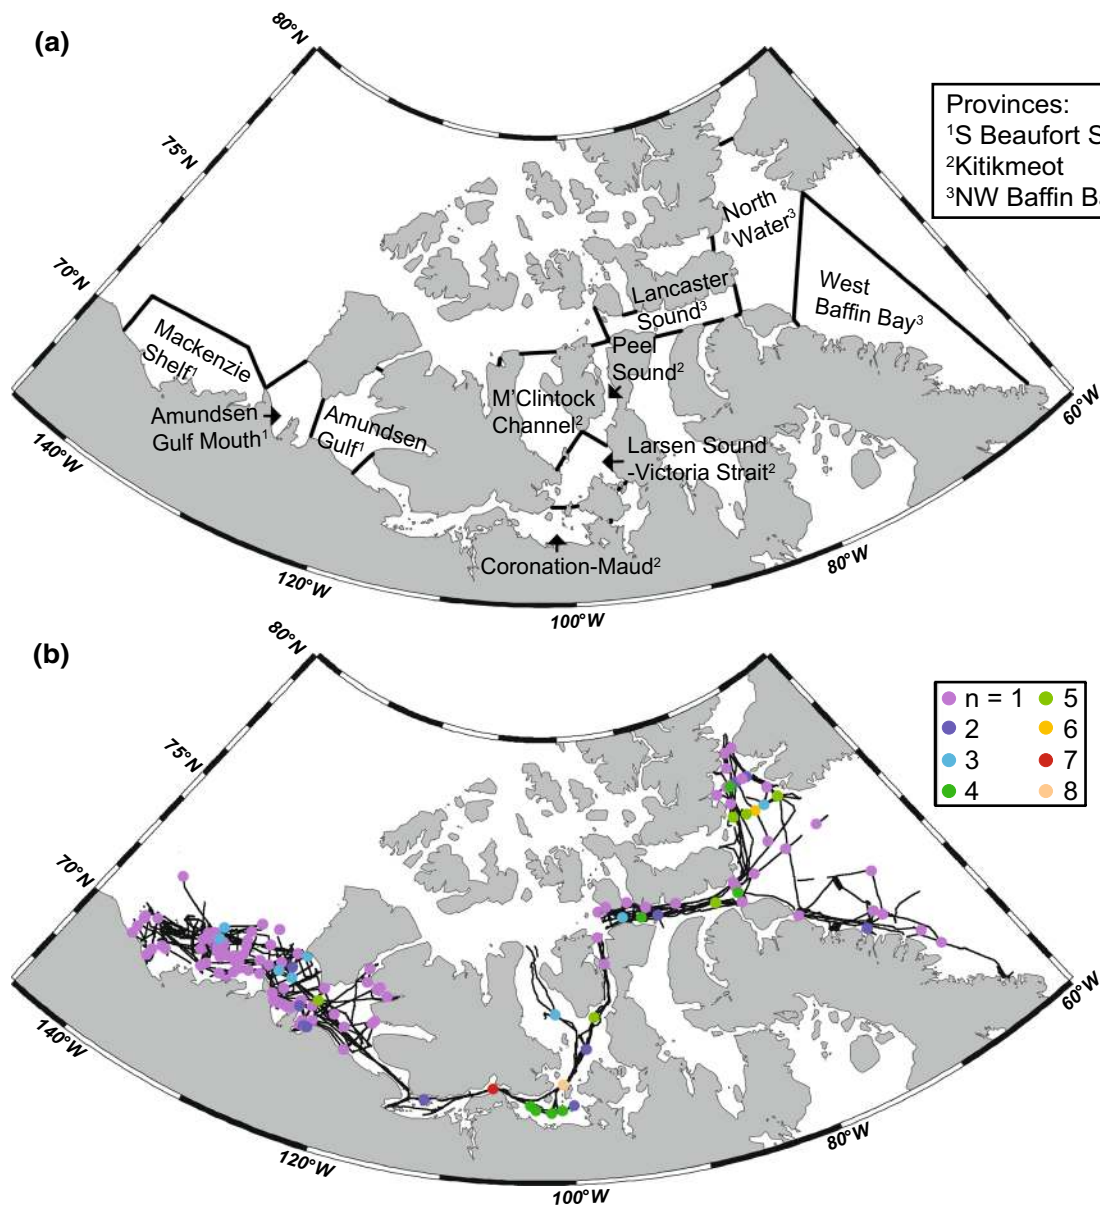 (a)
80°N
75°N
70°N
140°W
120°W
100°W
80°W
60°W
Provinces:
¹S Beaufort S
²Kitikmeot
³NW Baffin Ba
North
Water³
West
Baffin Bay³
Lancaster
Sound³
Peel
Sound²
Mackenzie
Shelf¹
Amundsen
Gulf Mouth¹
Amundsen
Gulf¹
M'Clintock
Channel²
Larsen Sound
-Victoria Strait²
Coronation-Maud²
(b)
80°N
75°N
70°N
140°W
120°W
100°W
80°W
60°W
n = 1 5
2 6
3 7
4 8